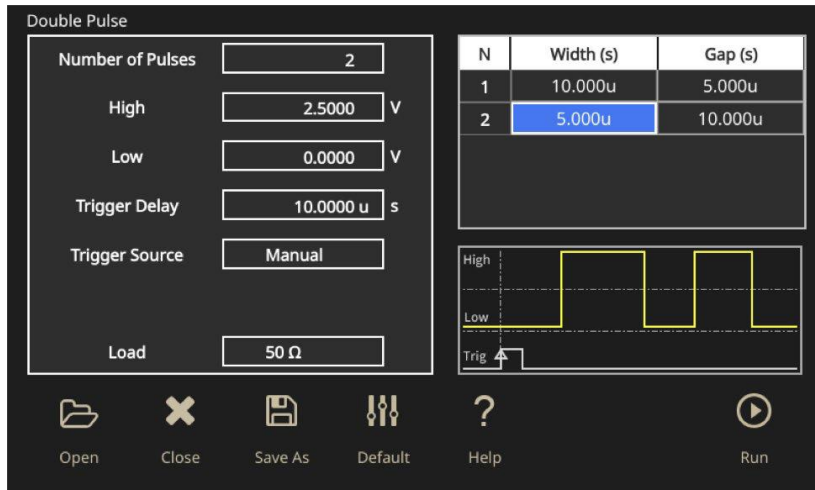 Double Pulse
Number of Pulses 2
High 2.5000 V
Low 0.0000 V
Trigger Delay 10.0000 u s
Trigger Source Manual
Load 50 Ω
N Width (s) Gap (s)
1 10.000u 5.000u
2 5.000u 10.000u
High
Low
Trig
Open Close Save As Default Help Run